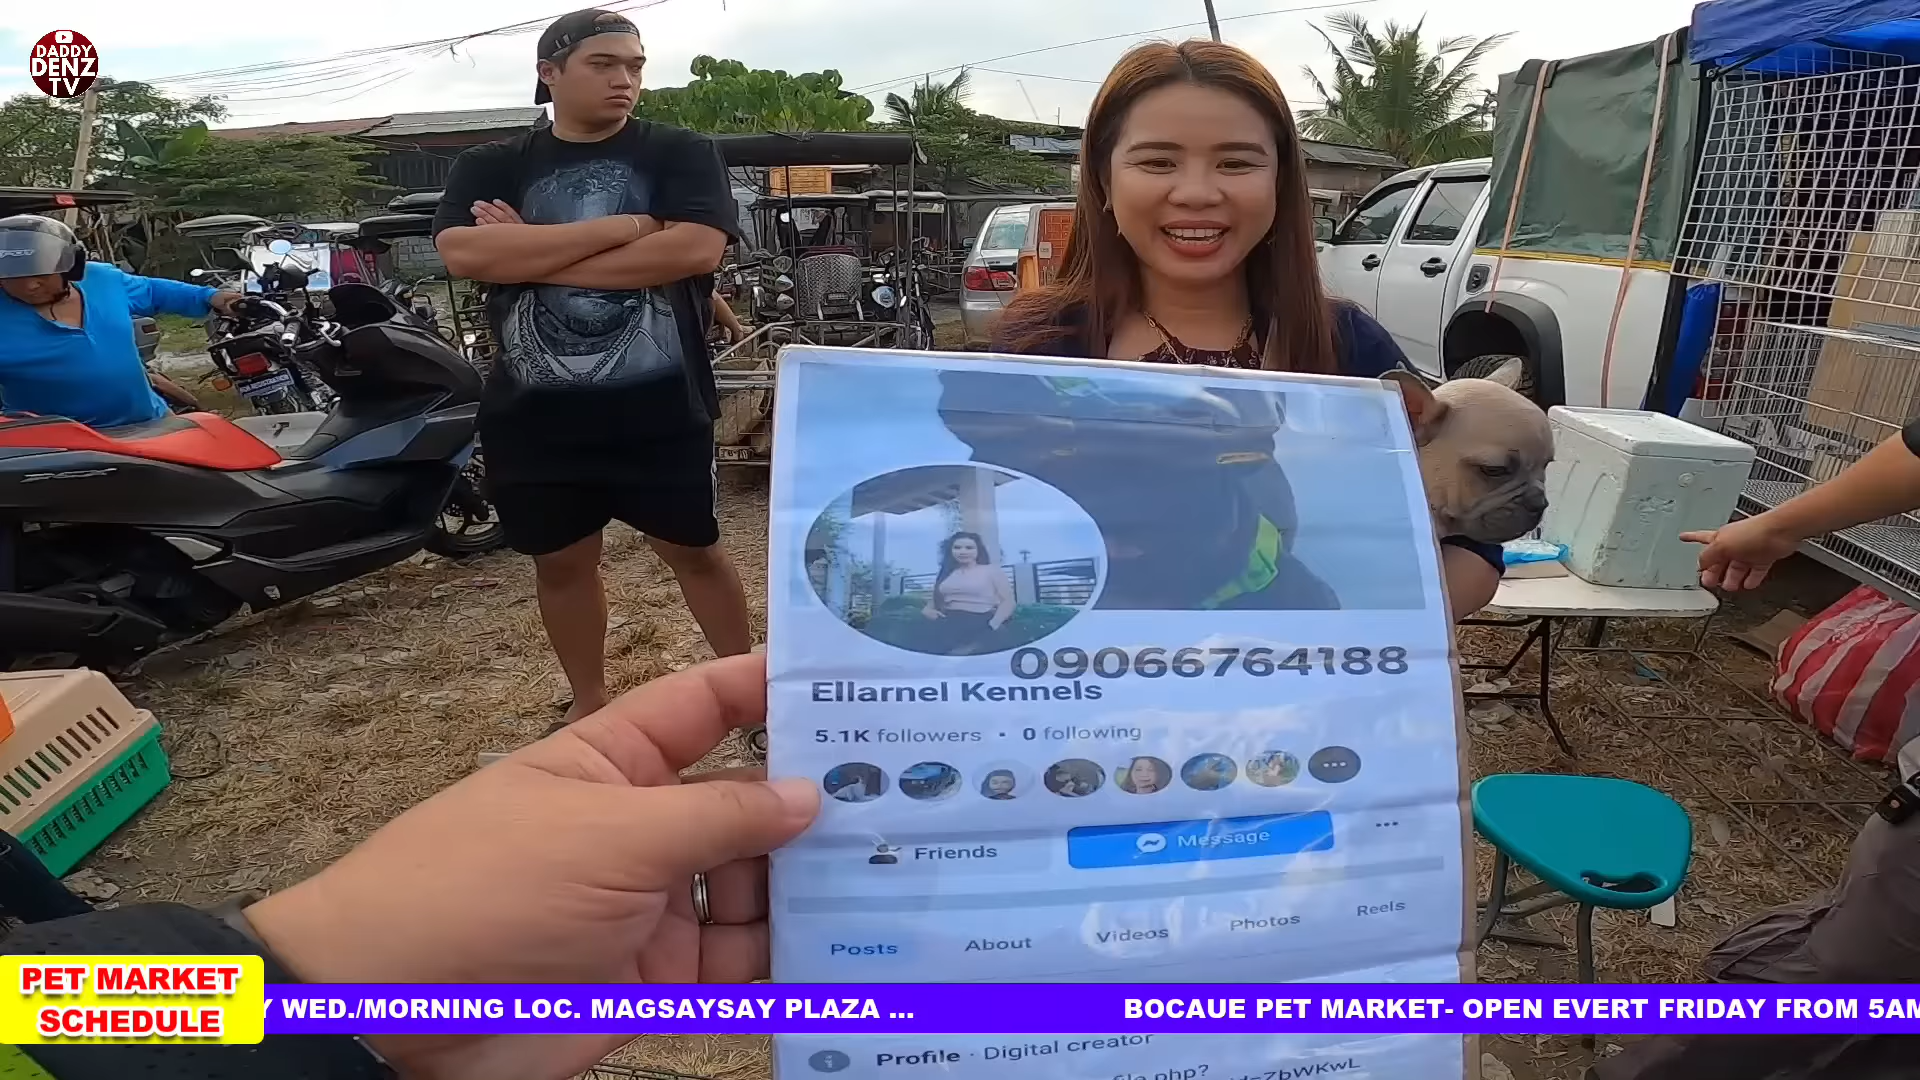 DADDY
DENZ
TV
09066764188
Ellarnel Kennels
5.1K followers · 0 following
Friends
Message
Posts About Videos Photos Reels
PET MARKET
SCHEDULE
Y WED./MORNING LOC. MAGSAYSAY PLAZA ...
BOCAUE PET MARKET- OPEN EVERT FRIDAY FROM 5AM
Profile · Digital creator